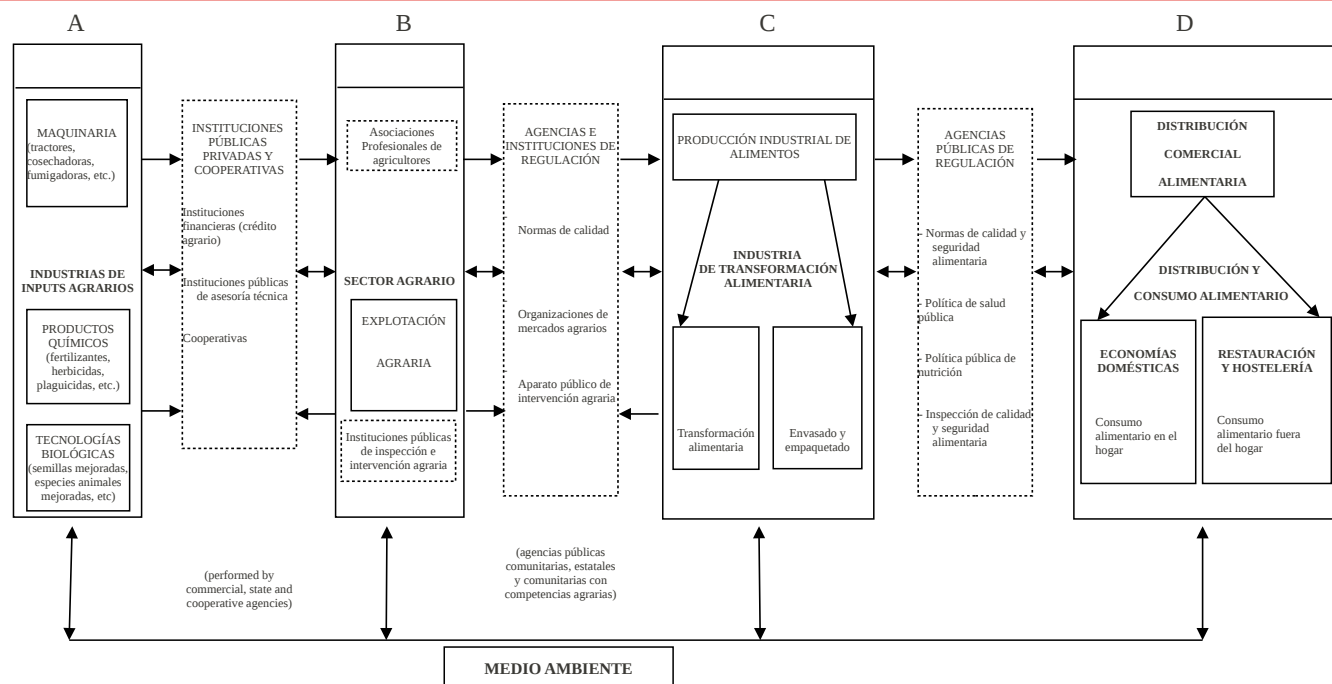 A
B
C
D
MAQUINARIA
(tractores,
cosechadoras,
fumigadoras, etc.)
INDUSTRIAS DE
INPUTS AGRARIOS
PRODUCTOS
QUÍMICOS
(fertilizantes,
herbicidas,
plaguicidas, etc.)
TECNOLOGÍAS
BIOLÓGICAS
(semillas mejoradas,
especies animales
mejoradas, etc)
INSTITUCIONES
PÚBLICAS
PRIVADAS Y
COOPERATIVAS
Instituciones
financieras (crédito
agrario)
Instituciones públicas
de asesoría técnica
Cooperativas
(performed by
commercial, state and
cooperative agencies)
Asociaciones
Profesionales de
agricultores
SECTOR AGRARIO
EXPLOTACIÓN
AGRARIA
Instituciones públicas
de inspección e
intervención agraria
AGENCIAS E
INSTITUCIONES DE
REGULACIÓN
- Normas de calidad
- Organizaciones de
mercados agrarios
- Aparato público de
intervención agraria
(agencias públicas
comunitarias, estatales
y comunitarias con
competencias agrarias)
PRODUCCIÓN INDUSTRIAL DE
ALIMENTOS
INDUSTRIA
DE TRANSFORMACIÓN
ALIMENTARIA
Transformación
alimentaria
Envasado y
empaquetado
AGENCIAS
PÚBLICAS DE
REGULACIÓN
- Normas de calidad y
seguridad
alimentaria
- Política de salud
pública
- Política pública de
nutrición
- Inspección de calidad
y seguridad
alimentaria
DISTRIBUCIÓN
COMERCIAL
ALIMENTARIA
DISTRIBUCIÓN Y
CONSUMO ALIMENTARIO
ECONOMÍAS
DOMÉSTICAS
Consumo
alimentario en el
hogar
RESTAURACIÓN
Y HOSTELERÍA
Consumo
alimentario fuera
del hogar
MEDIO AMBIENTE